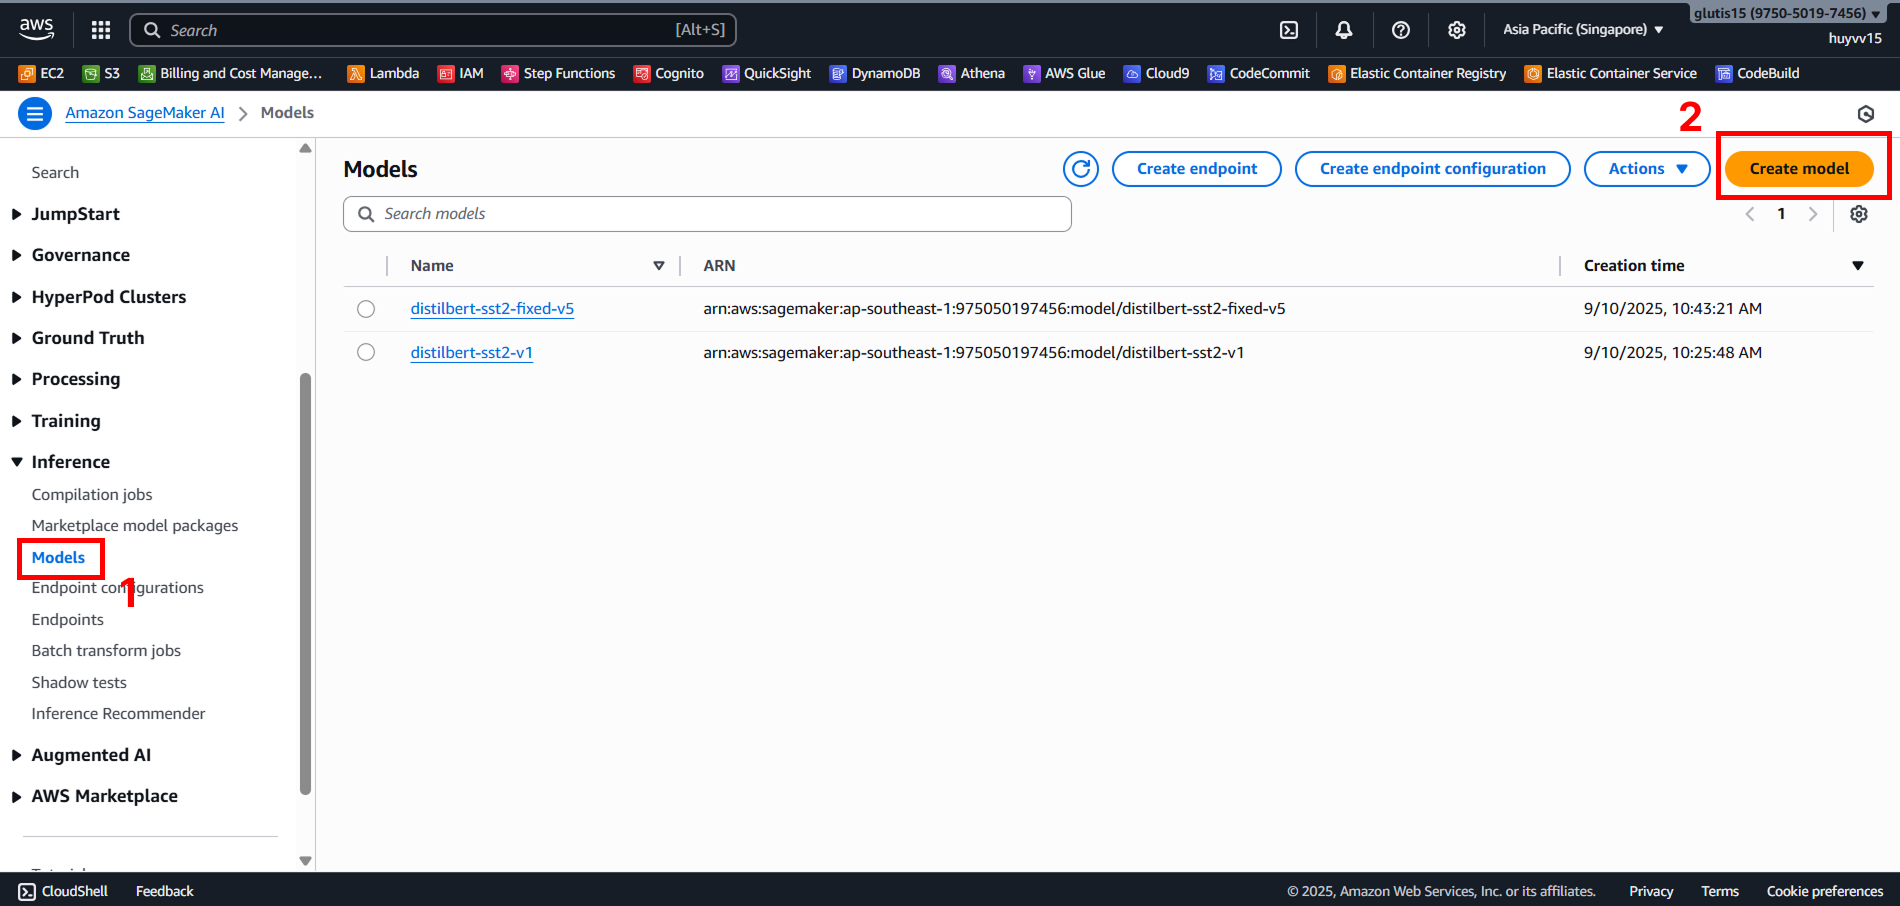 aws
Search [Alt+S]
Asia Pacific (Singapore) ▼
glutis15 (9750-5019-7456) ▼
huyvv15
EC2 S3 Billing and Cost Manage... Lambda IAM Step Functions Cognito QuickSight DynamoDB Athena AWS Glue Cloud9 CodeCommit Elastic Container Registry Elastic Container Service CodeBuild
Amazon SageMaker AI > Models
2
Search
JumpStart
Governance
HyperPod Clusters
Ground Truth
Processing
Training
Inference
Compilation jobs
Marketplace model packages
Models
1
Endpoint configurations
Endpoints
Batch transform jobs
Shadow tests
Inference Recommender
Augmented AI
AWS Marketplace
Models
Create endpoint Create endpoint configuration Actions ▼ Create model
Search models
< 1 >
Name ARN Creation time
distilbert-sst2-fixed-v5 arn:aws:sagemaker:ap-southeast-1:975050197456:model/distilbert-sst2-fixed-v5 9/10/2025, 10:43:21 AM
distilbert-sst2-v1 arn:aws:sagemaker:ap-southeast-1:975050197456:model/distilbert-sst2-v1 9/10/2025, 10:25:48 AM
CloudShell Feedback © 2025, Amazon Web Services, Inc. or its affiliates. Privacy Terms Cookie preferences